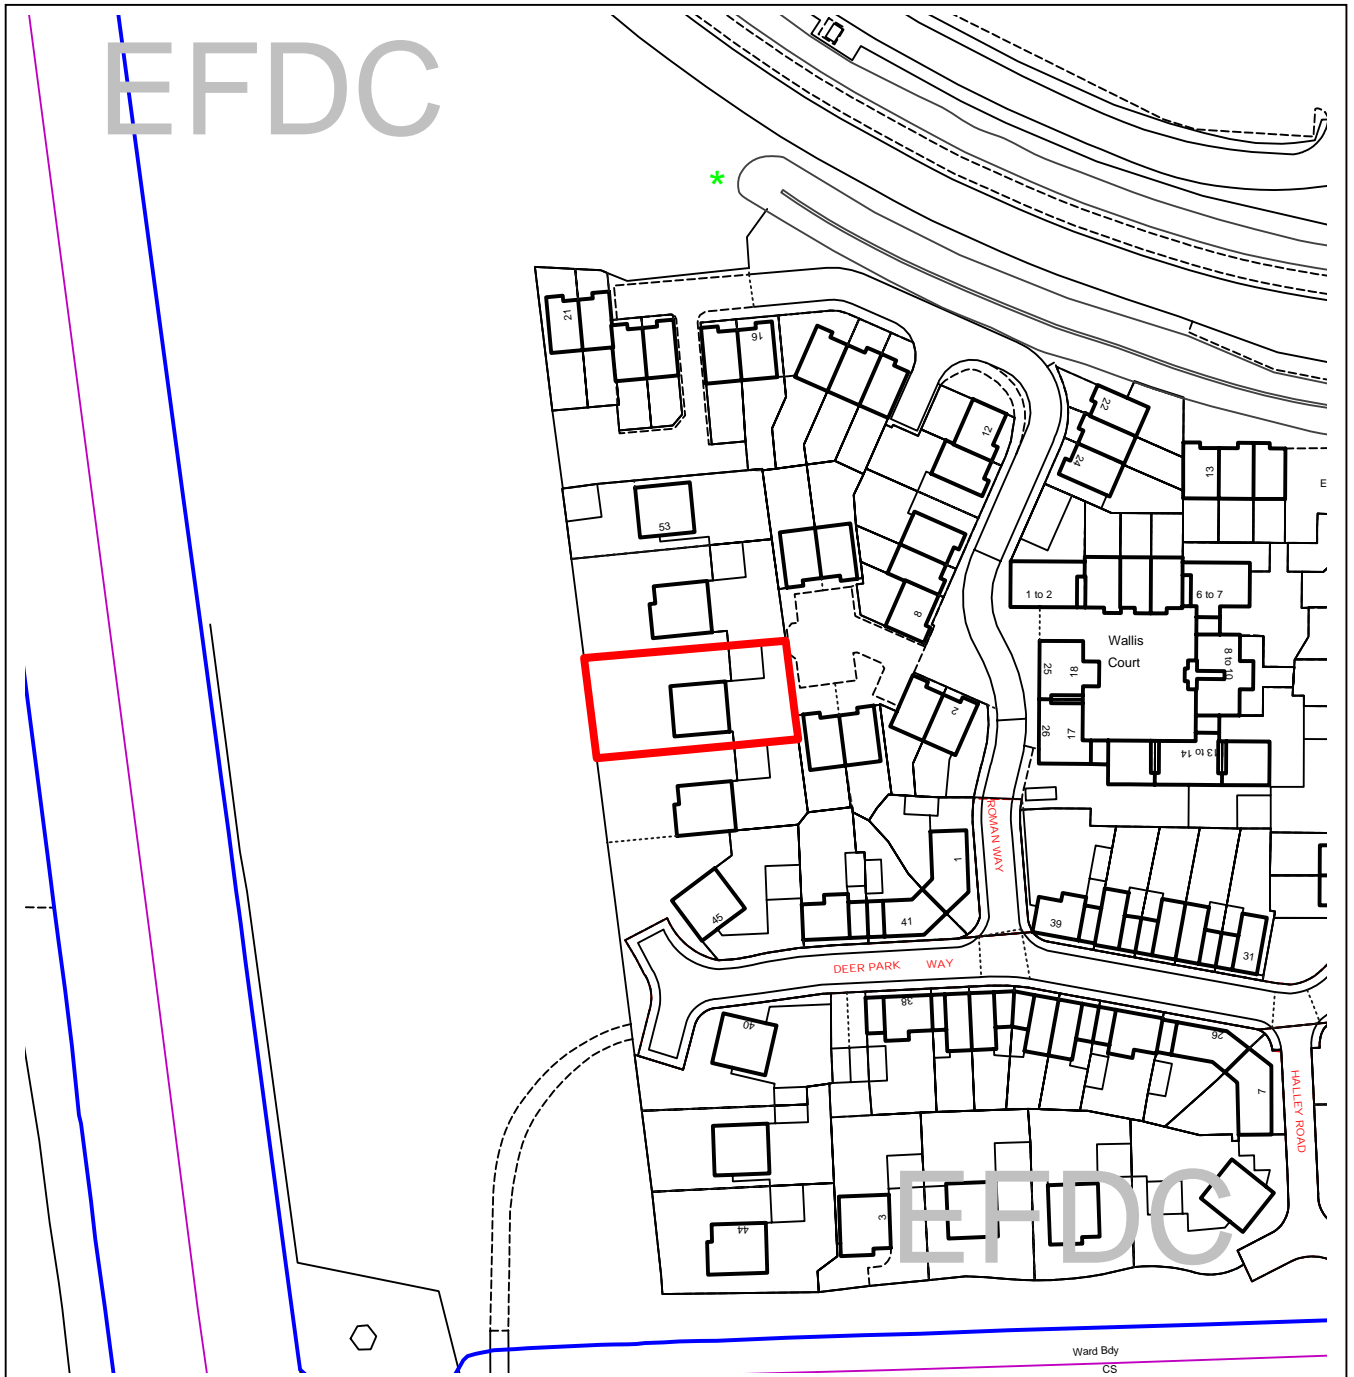 EFDC
21
16
12
22
24
13
E
53
1 to 2
6 to 7
8
Wallis
Court
25
18
8 to 10
26
17
13 to 14
2
ROMAN WAY
1
45
41
39
31
DEER PARK WAY
38
40
26
7
HALLEY ROAD
EFDC
3
44
Ward Bdy
CS